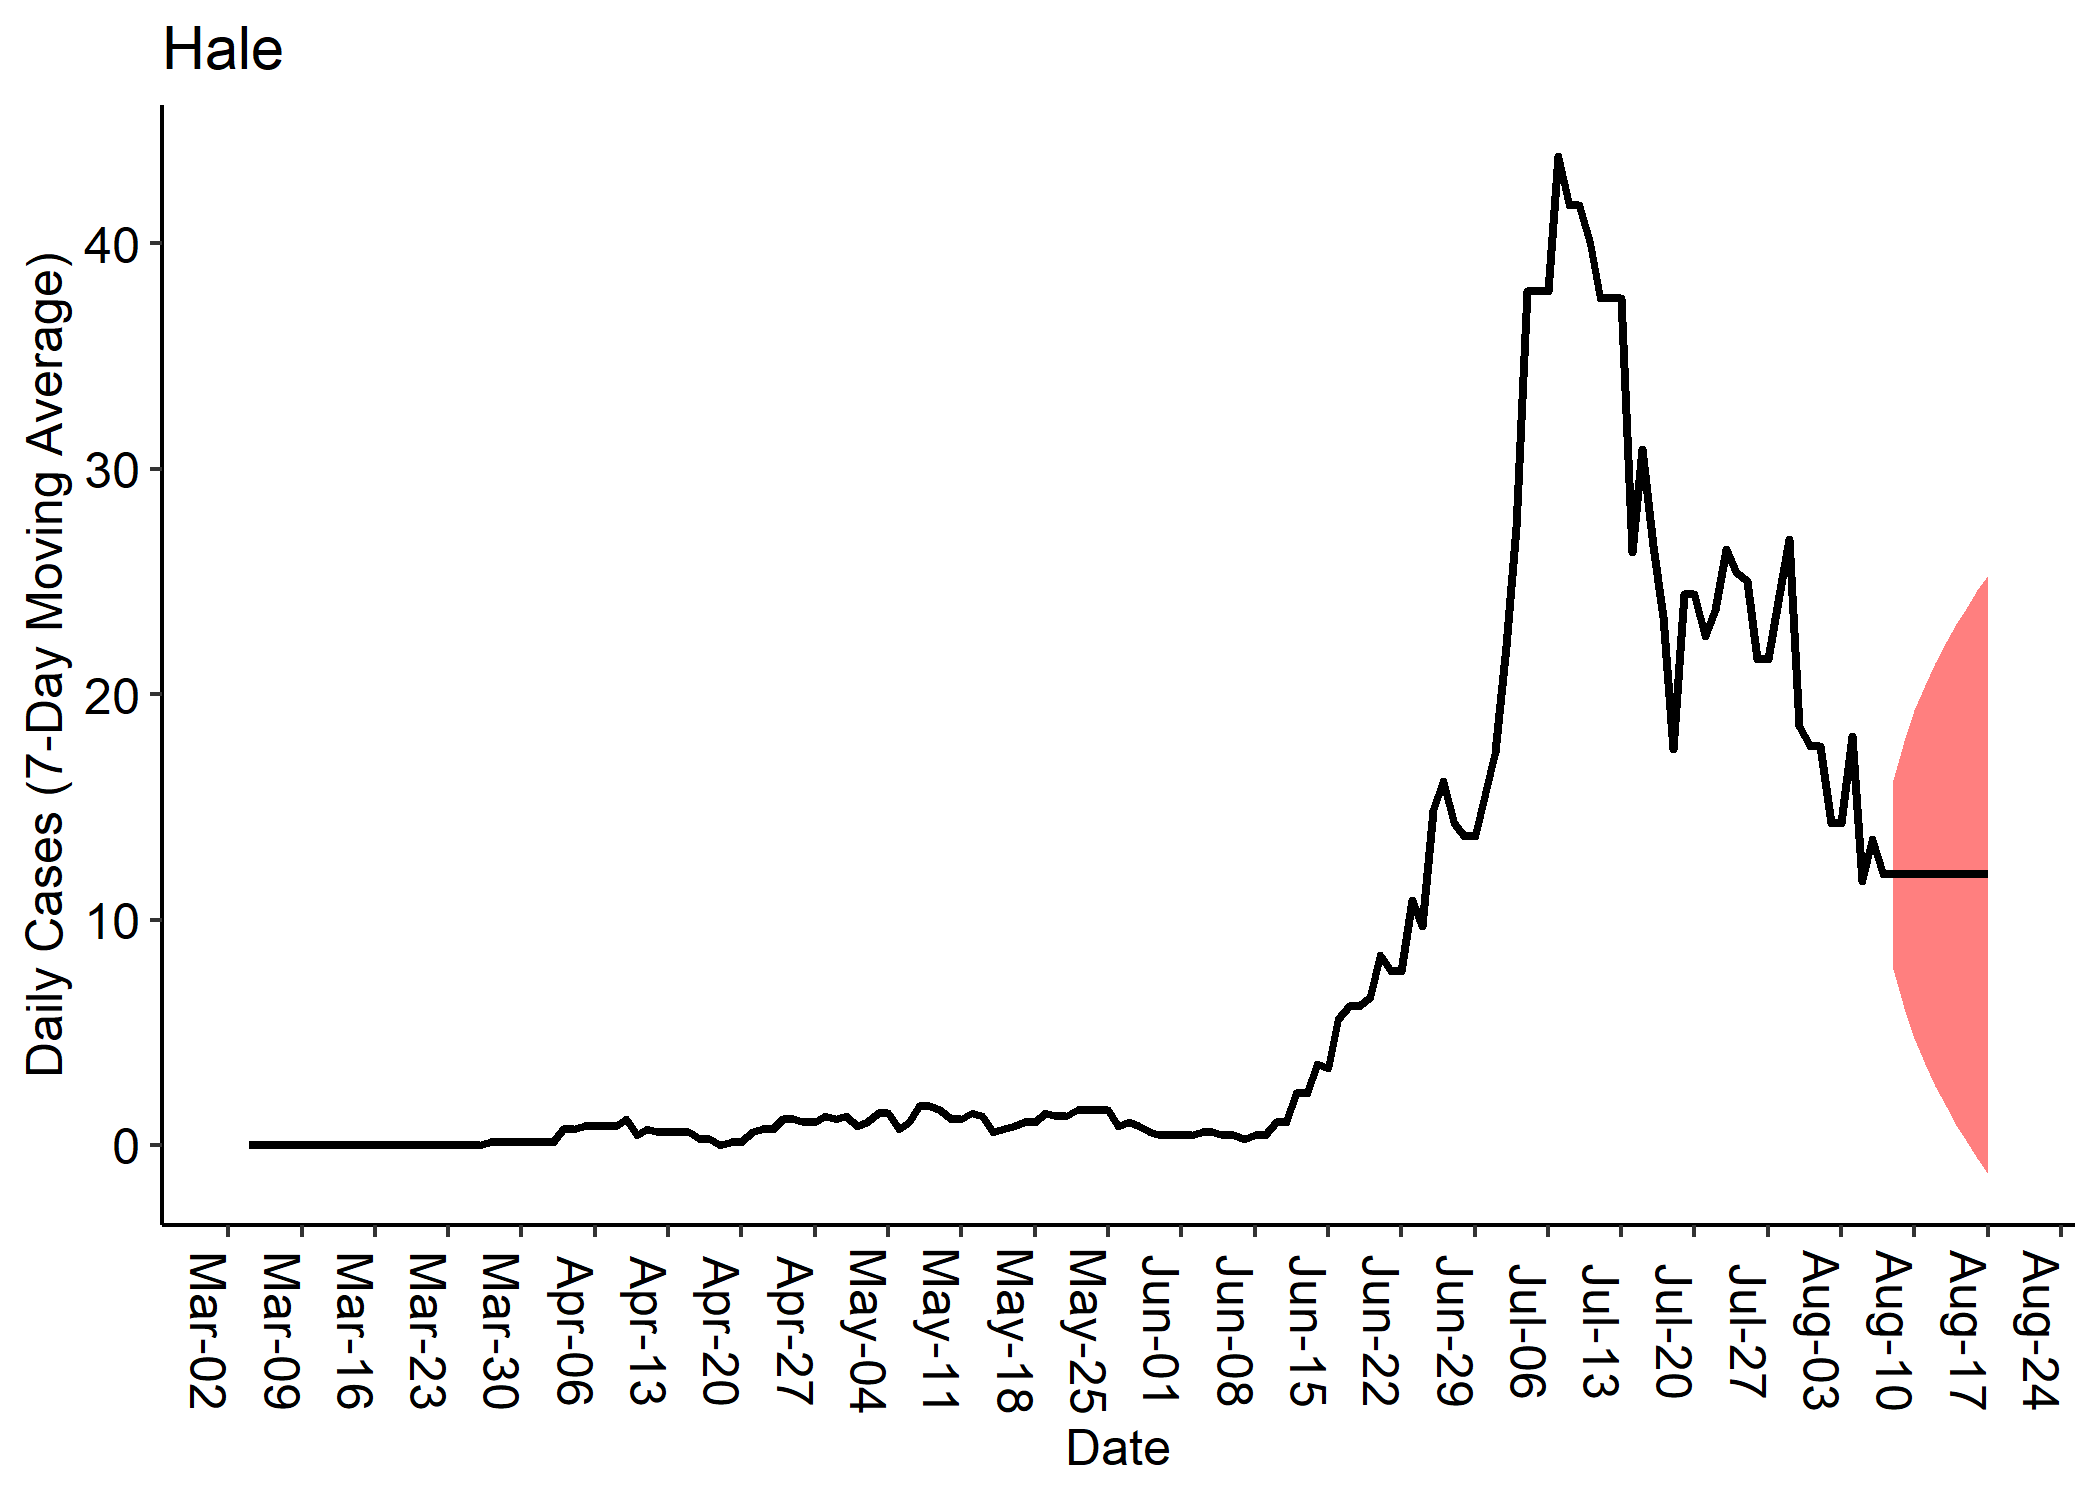 Hale
Daily Cases (7-Day Moving Average)
40
30
20
10
0
Mar-02
Mar-09
Mar-16
Mar-23
Mar-30
Apr-06
Apr-13
Apr-20
Apr-27
May-04
May-11
May-18
May-25
Jun-01
Jun-08
Jun-15
Jun-22
Jun-29
Jul-06
Jul-13
Jul-20
Jul-27
Aug-03
Aug-10
Aug-17
Aug-24
Date